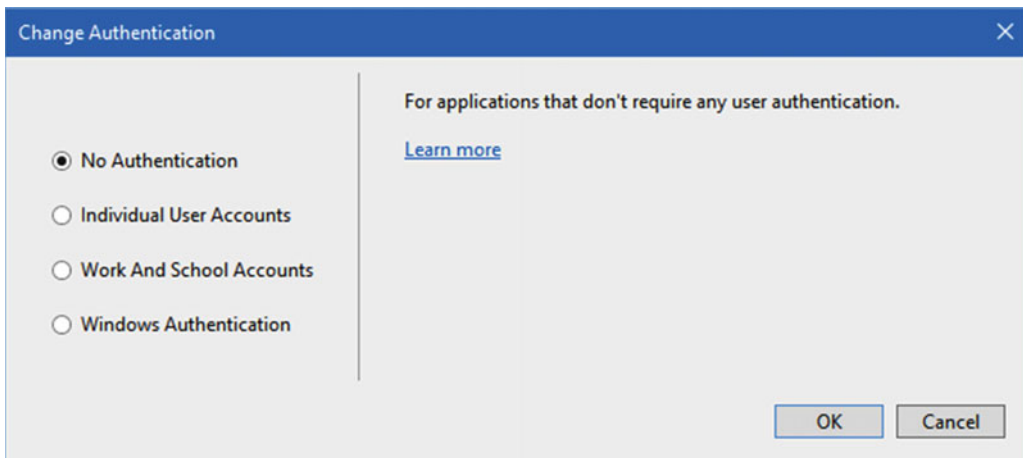 Change Authentication
For applications that don't require any user authentication.
Learn more
No Authentication
Individual User Accounts
Work And School Accounts
Windows Authentication
OK
Cancel